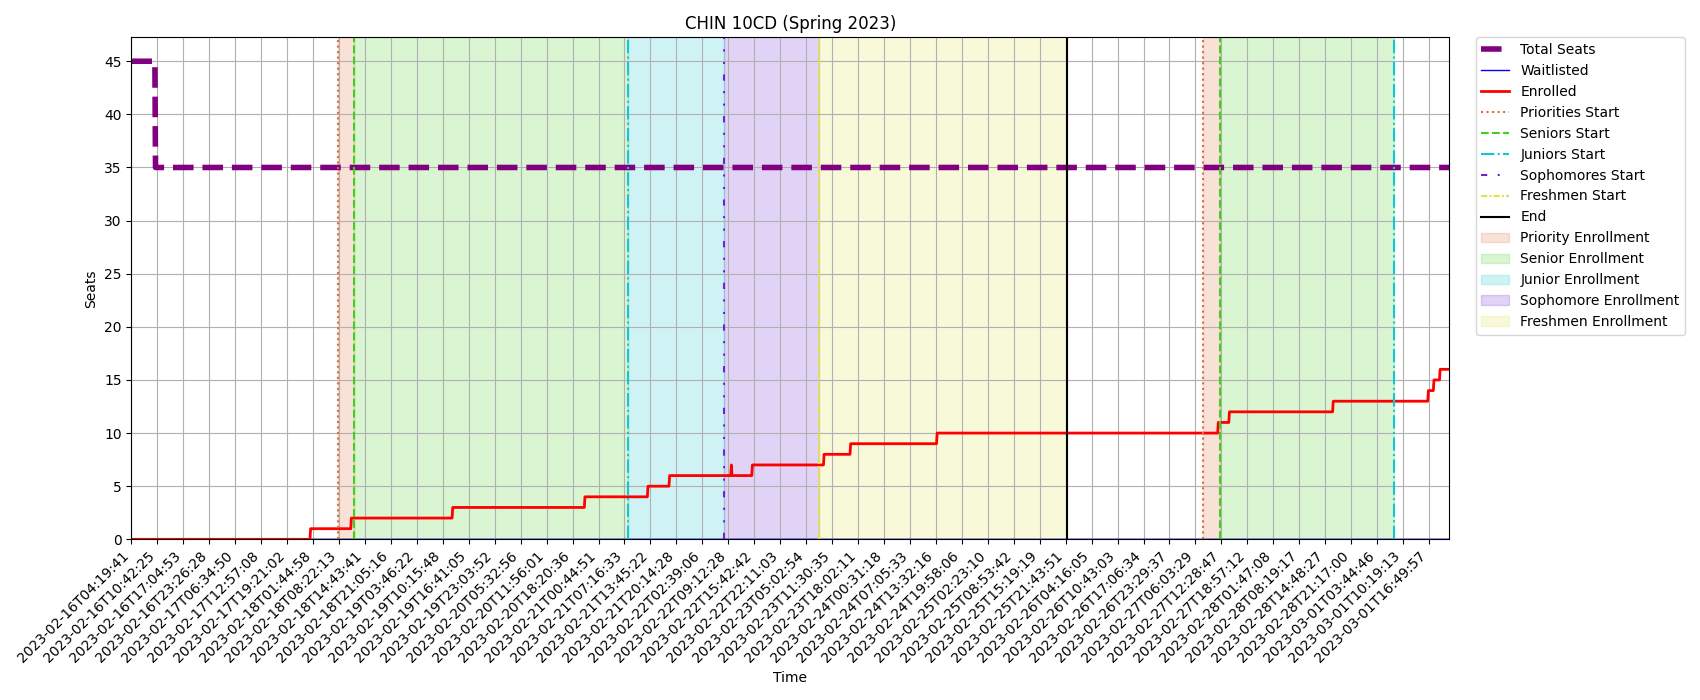 CHIN 10CD (Spring 2023)
Seats
45
40
35
30
25
20
15
10
5
0
2023-02-16T04:19:41
2023-02-16T10:42:25
2023-02-16T17:04:53
2023-02-16T23:26:28
2023-02-17T06:34:50
2023-02-17T12:57:08
2023-02-17T19:21:02
2023-02-18T01:44:58
2023-02-18T08:22:13
2023-02-18T14:43:41
2023-02-18T21:05:16
2023-02-19T03:46:22
2023-02-19T10:15:48
2023-02-19T16:41:05
2023-02-19T23:03:52
2023-02-20T05:32:56
2023-02-20T11:56:01
2023-02-20T18:20:36
2023-02-21T00:44:51
2023-02-21T07:16:33
2023-02-21T13:45:22
2023-02-21T20:14:28
2023-02-22T02:39:06
2023-02-22T09:12:28
2023-02-22T15:42:42
2023-02-22T22:11:03
2023-02-23T05:02:54
2023-02-23T11:30:35
2023-02-23T18:02:11
2023-02-24T00:31:18
2023-02-24T07:05:33
2023-02-24T13:32:16
2023-02-24T19:58:06
2023-02-25T02:23:10
2023-02-25T08:53:42
2023-02-25T15:19:19
2023-02-25T21:43:51
2023-02-26T04:16:05
2023-02-26T10:43:03
2023-02-26T17:06:34
2023-02-26T23:29:37
2023-02-27T06:03:29
2023-02-27T12:28:47
2023-02-27T18:57:12
2023-02-28T01:47:08
2023-02-28T08:19:17
2023-02-28T14:48:27
2023-02-28T21:17:00
2023-03-01T03:44:46
2023-03-01T10:19:13
2023-03-01T16:49:57
Time
Total Seats
Waitlisted
Enrolled
Priorities Start
Seniors Start
Juniors Start
Sophomores Start
Freshmen Start
End
Priority Enrollment
Senior Enrollment
Junior Enrollment
Sophomore Enrollment
Freshmen Enrollment